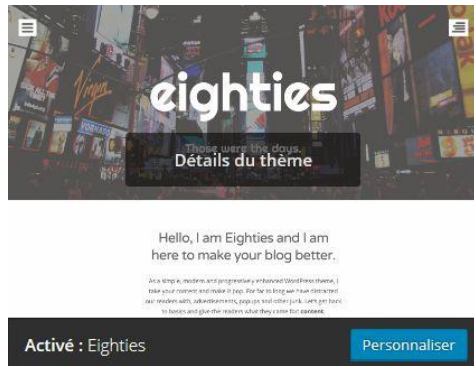 Virgin
eighties
Those were the days.
Détails du thème
Hello, I am Eighties and I am
here to make your blog better.
As a simple, modern and progressively enhanced WordPress theme, I
take your content and make it pop. For far to long we have distracted
our readers with, advertisements, popups and other junk. Let's get back
to basics and give the readers what they came for: content.
Activé : Eighties
Personnaliser